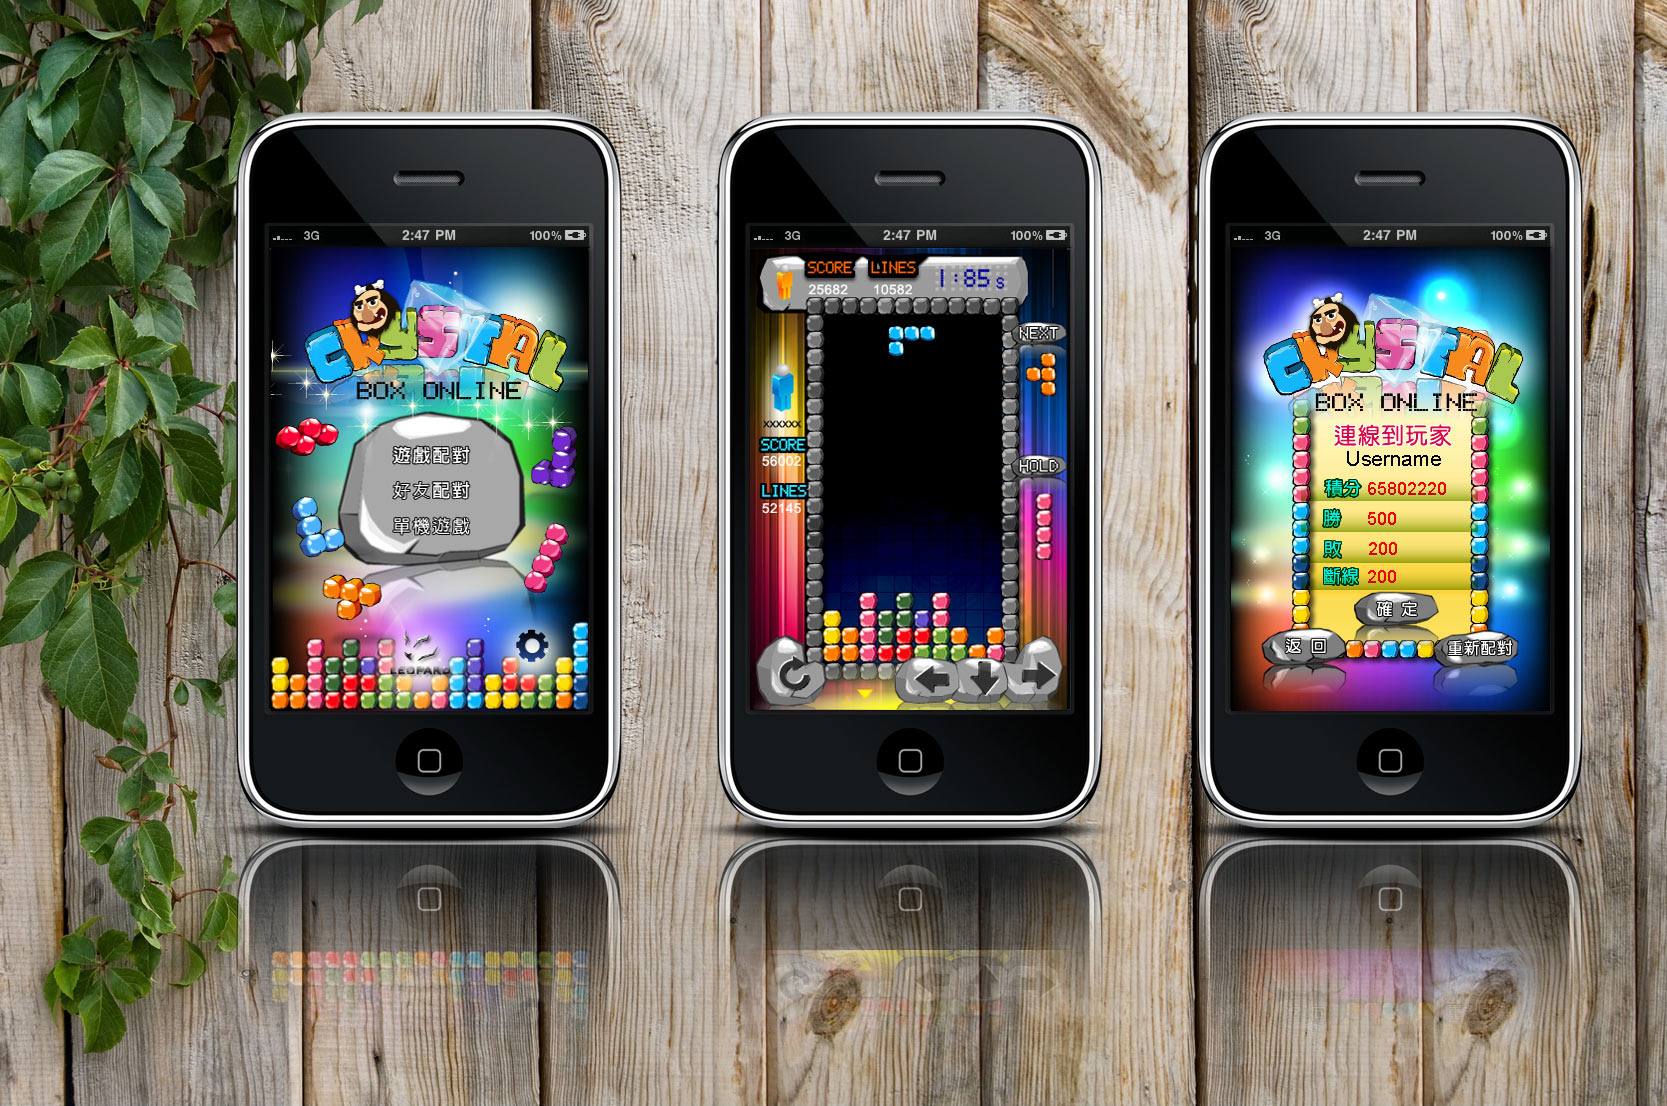 3G 2:47 PM 100%
CRYSTAL
BOX ONLINE
遊戲配對
好友配對
單機遊戲
LEOPARD
3G 2:47 PM 100%
SCORE LINES
25682 10582
1:85 s
NEXT
xxxxxx
SCORE
56002
LINES
52145
HOLD
3G 2:47 PM 100%
CRYSTAL
BOX ONLINE
連線到玩家
Username
積分 65802220
勝 500
敗 200
斷線 200
確 定
返 回
重新配對